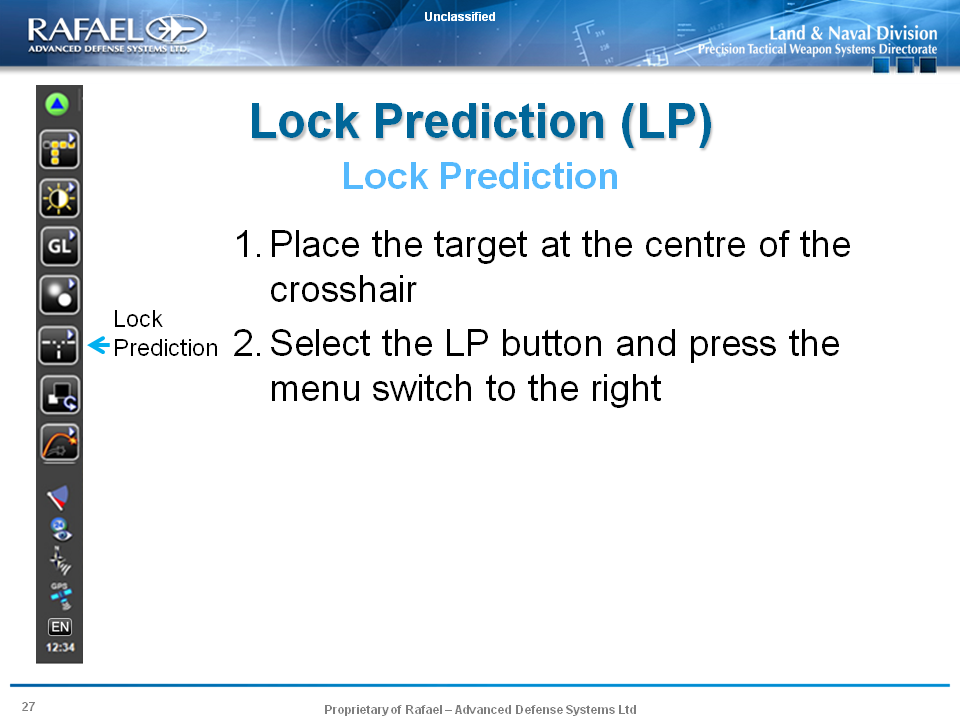 Unclassified
RAFAEL
ADVANCED DEFENSE SYSTEMS LTD.
Land & Naval Division
Precision Tactical Weapon Systems Directorate
Lock Prediction (LP)
Lock Prediction
1. Place the target at the centre of the
crosshair
2. Select the LP button and press the
menu switch to the right
Lock
Prediction
GL
24
N
GPS
EN
12:34
27
Proprietary of Rafael – Advanced Defense Systems Ltd